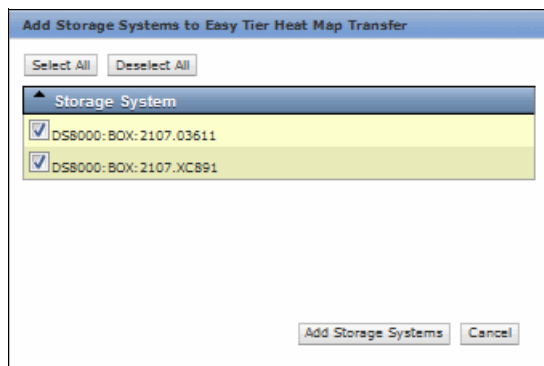 Add Storage Systems to Easy Tier Heat Map Transfer
Select All Deselect All
Storage System
DS8000:BOX:2107.03611
DS8000:BOX:2107.XC891
Add Storage Systems Cancel